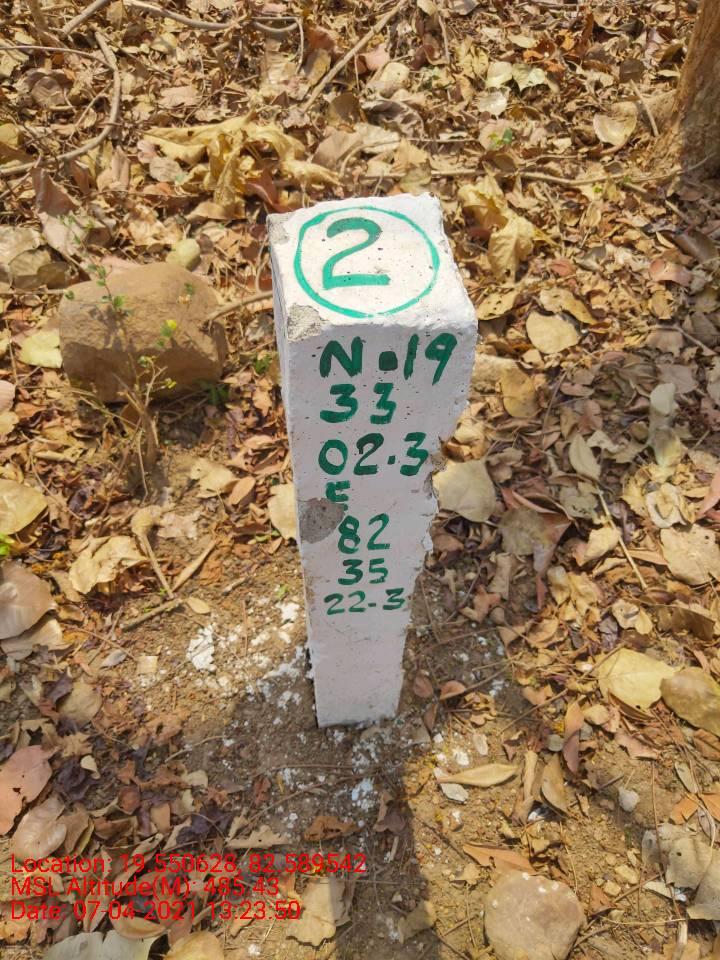 2
N.19
33
02.3
E
82
35
22-3
Location: 19.550628, 82.589542
MSL Altitude(M): 485.43
Date: 07-04-2021 13:23:50